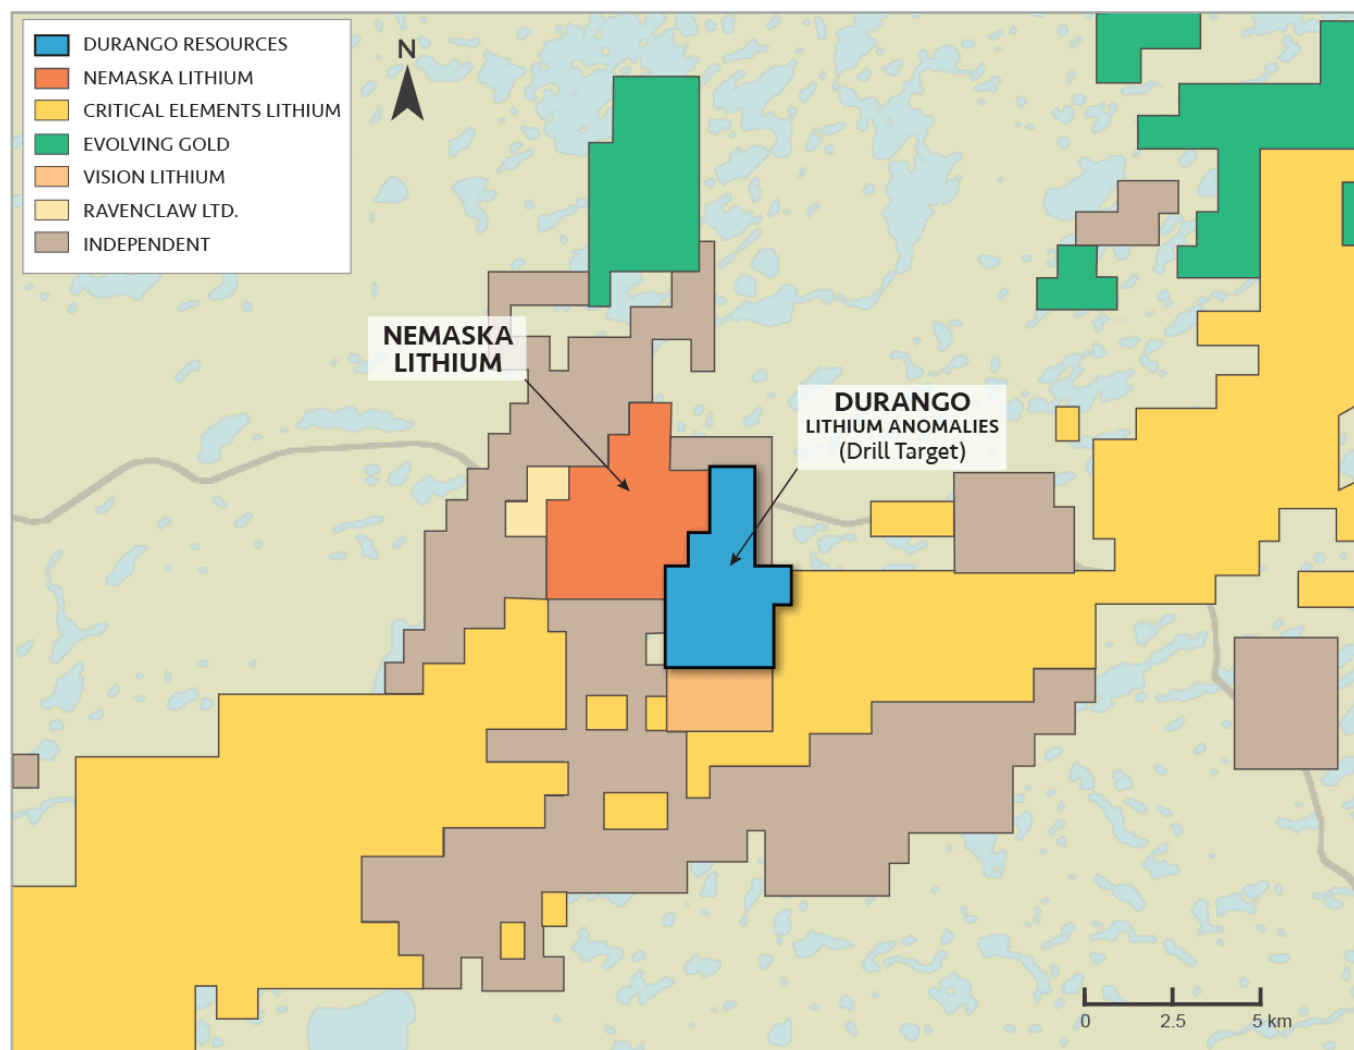 DURANGO RESOURCES
NEMASKA LITHIUM
CRITICAL ELEMENTS LITHIUM
EVOLVING GOLD
VISION LITHIUM
RAVENCLAW LTD.
INDEPENDENT
N
NEMASKA
LITHIUM
DURANGO
LITHIUM ANOMALIES
(Drill Target)
0 2.5 5 km